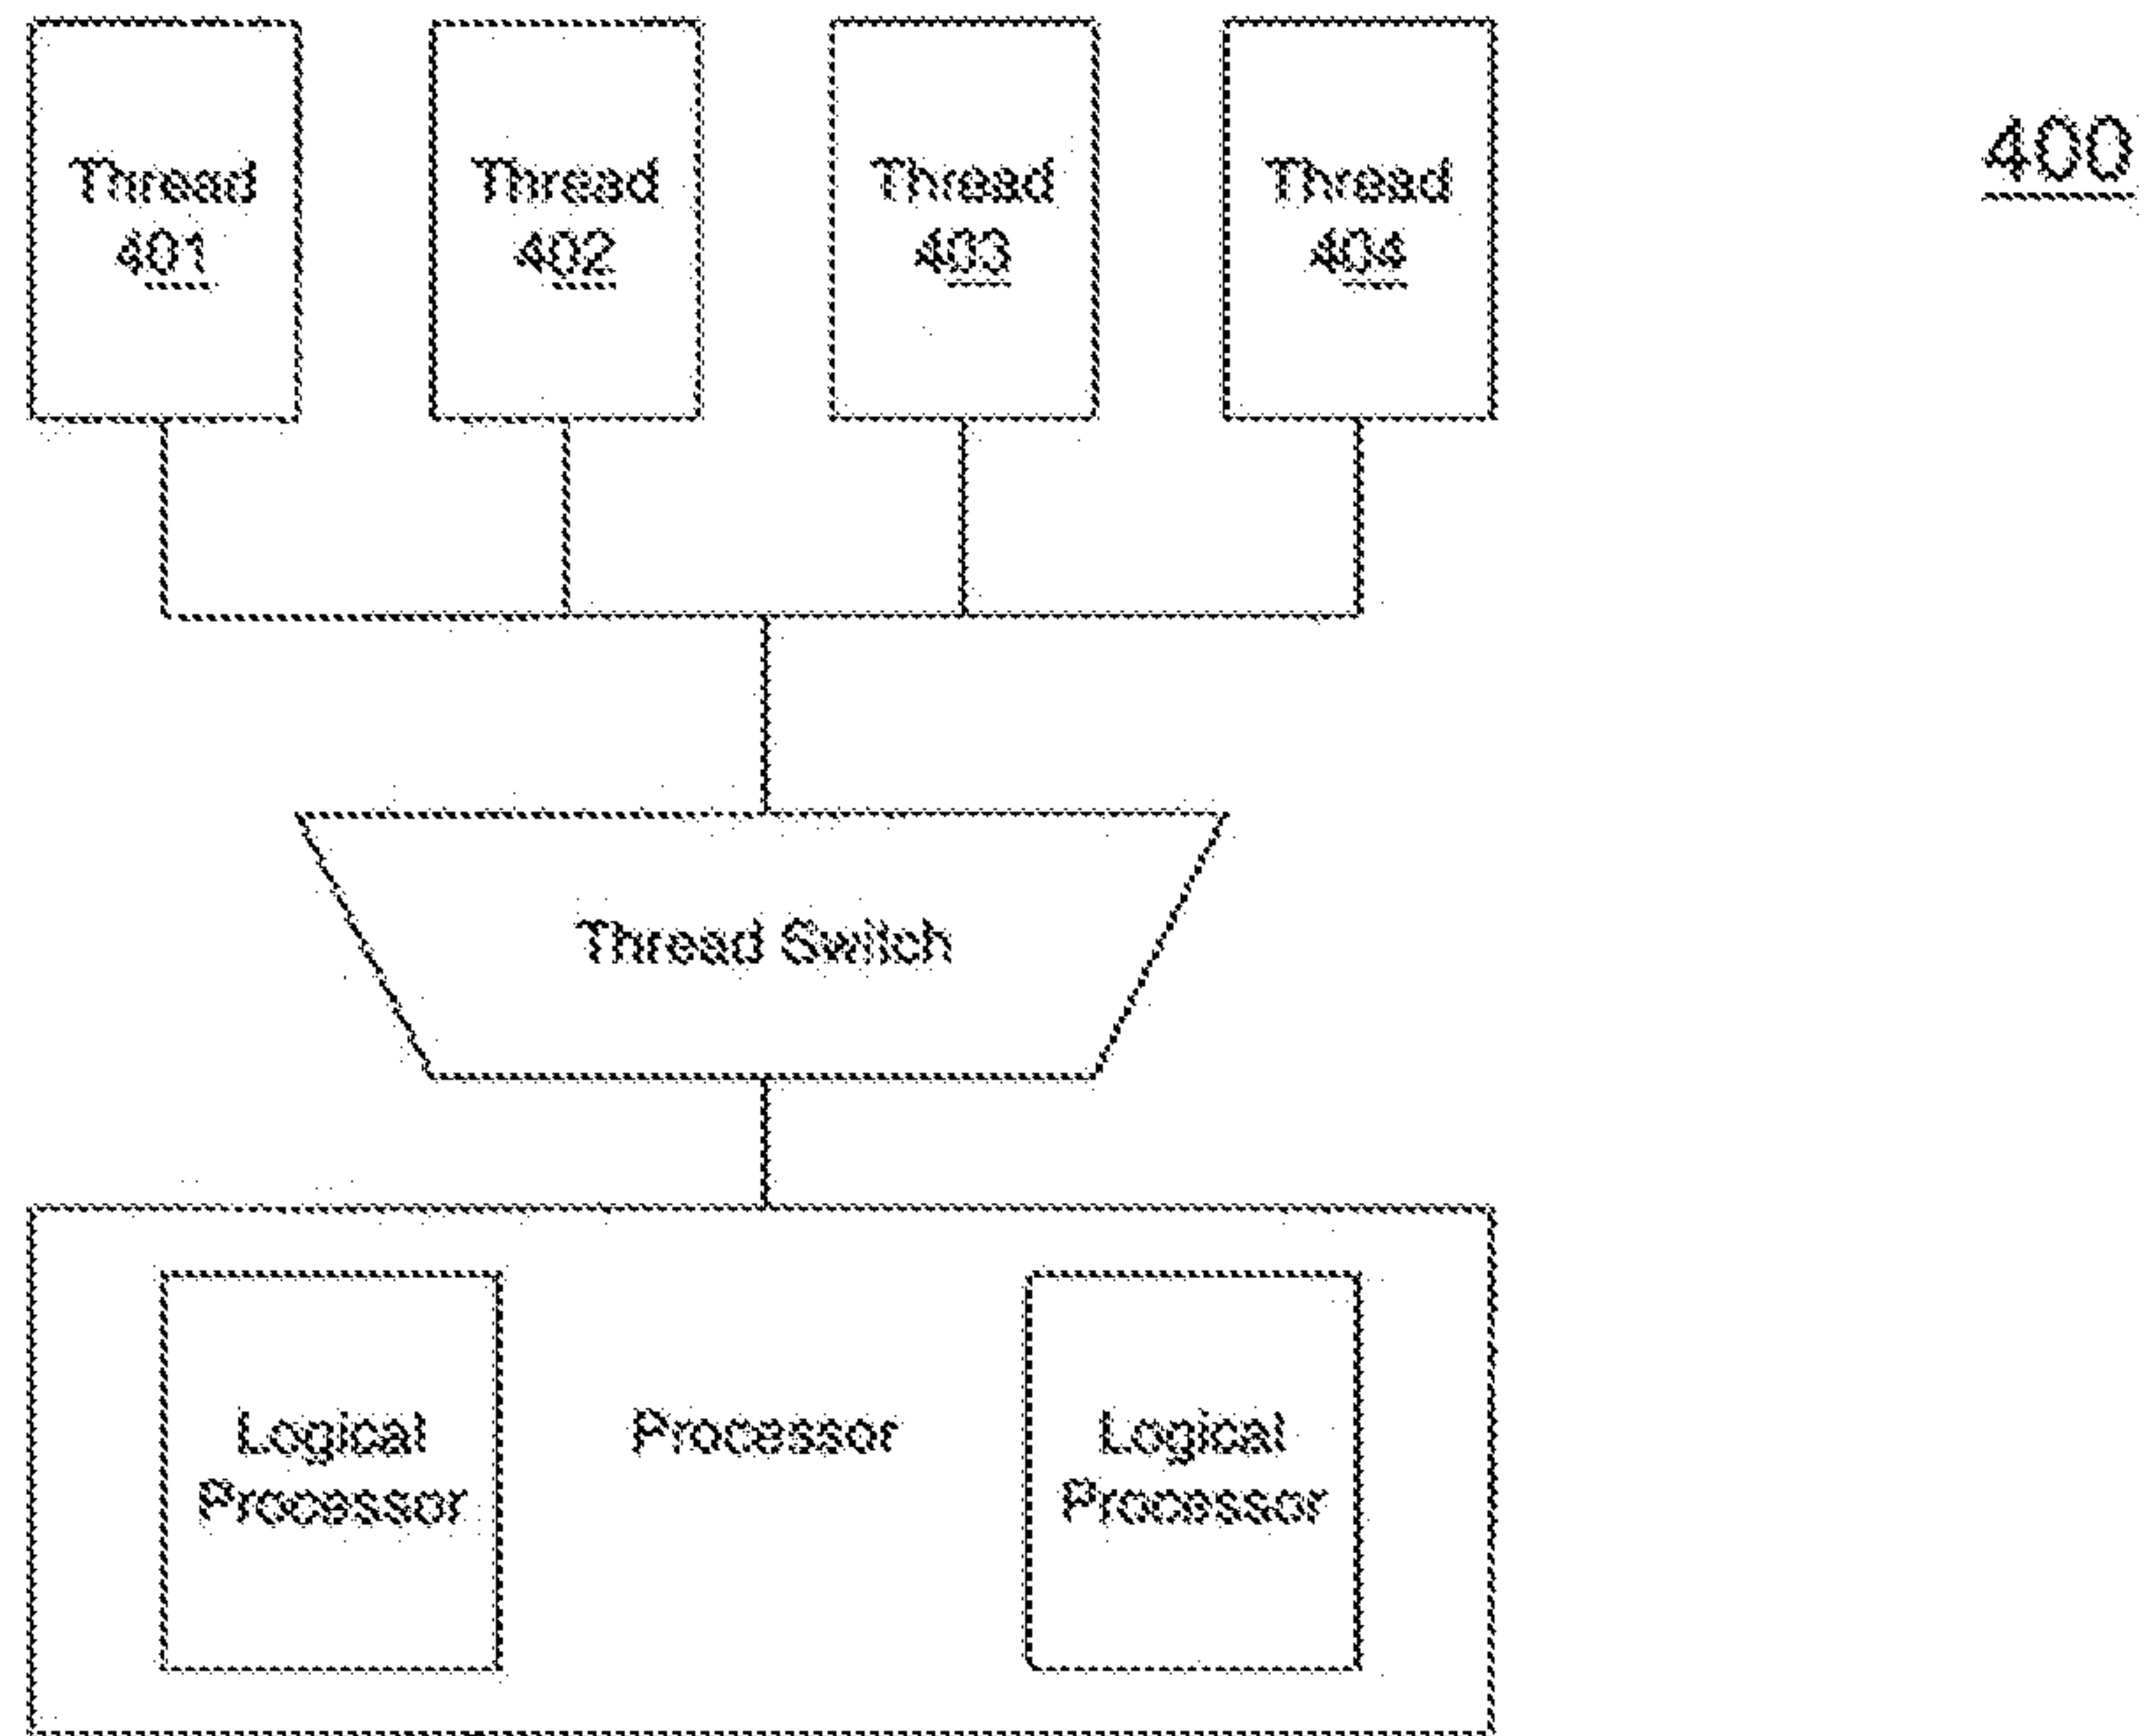 Thread
401
Thread
402
Thread
403
Thread
404
400
Thread Switch
Logical
Processor
Processor
Logical
Processor